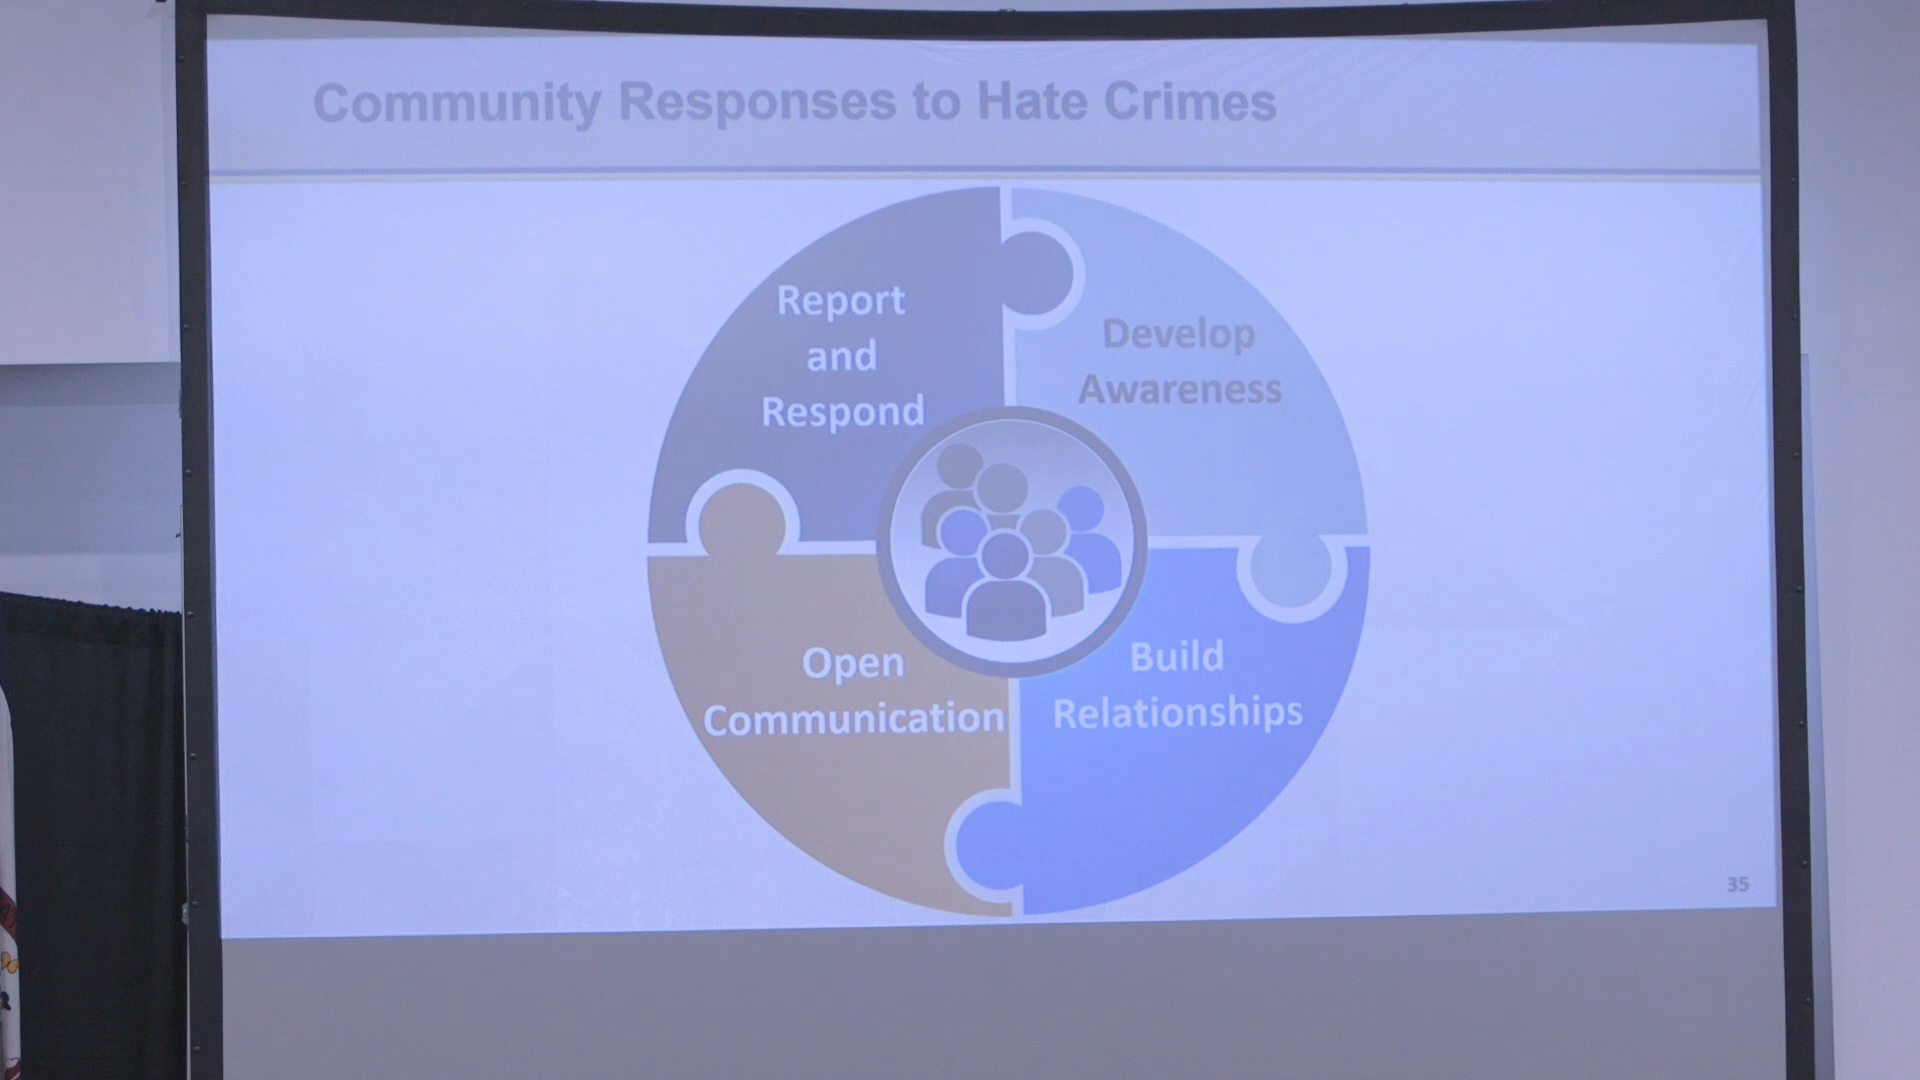 Community Responses to Hate Crimes
Report
and
Respond
Develop
Awareness
Open
Communication
Build
Relationships
35